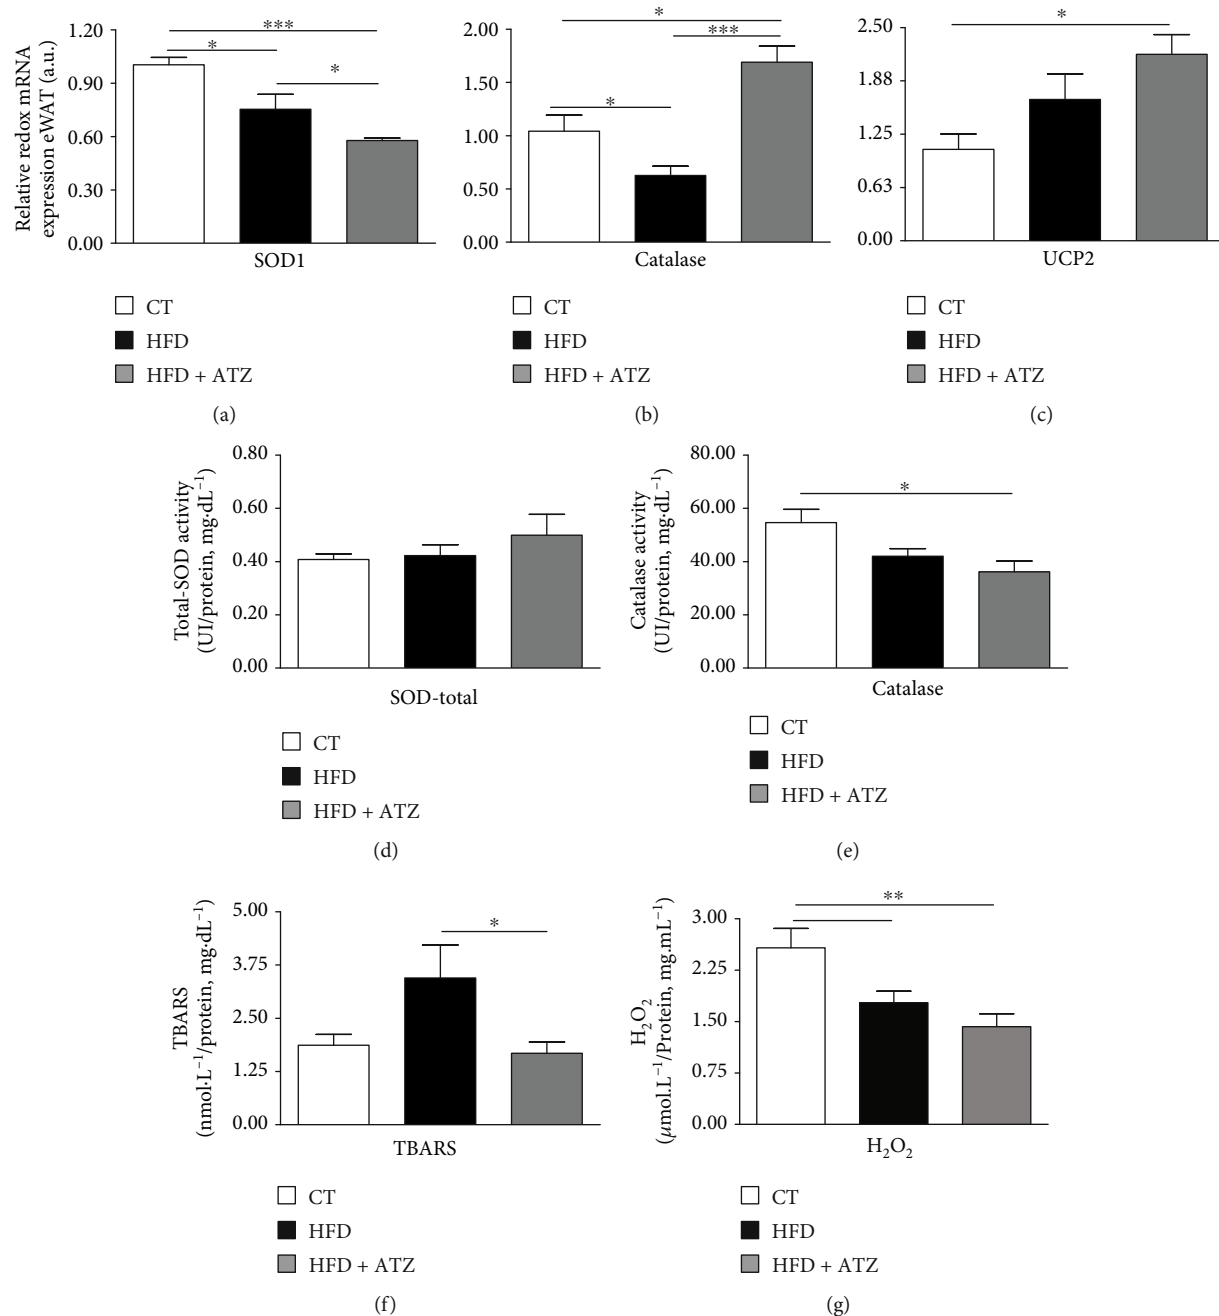 Relative redox mRNA
expression eWAT (a.u.)
1.20
1.00
0.60
0.30
0.00
***
*
*
SOD1
CT
HFD
HFD + ATZ
(a)
2.00
1.50
1.00
0.50
0.00
*
***
*
Catalase
CT
HFD
HFD + ATZ
(b)
2.50
1.88
1.25
0.63
0.00
*
UCP2
CT
HFD
HFD + ATZ
(c)
Total-SOD activity
(UI/protein, mg·dL⁻¹)
0.80
0.60
0.40
0.20
0.00
SOD-total
CT
HFD
HFD + ATZ
(d)
Catalase activity
(UI/protein, mg·dL⁻¹)
80.00
60.00
40.00
20.00
0.00
*
Catalase
CT
HFD
HFD + ATZ
(e)
TBARS
(nmol·L⁻¹/protein, mg·dL⁻¹)
5.00
3.75
2.50
1.25
0.00
*
TBARS
CT
HFD
HFD + ATZ
(f)
H₂O₂
(μmol.L⁻¹/Protein, mg.mL⁻¹)
3.00
2.25
1.50
0.75
0.00
**
H₂O₂
CT
HFD
HFD + ATZ
(g)